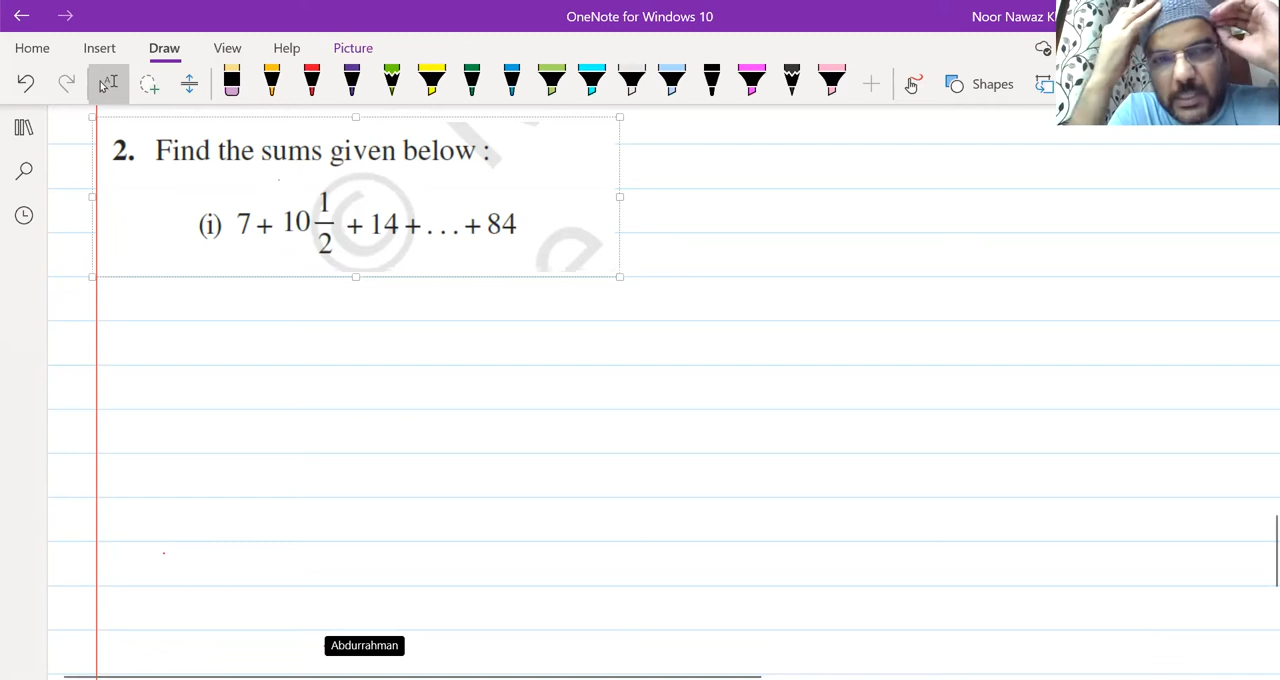 OneNote for Windows 10
Noor Nawaz K
Home Insert Draw View Help Picture
Shapes
2. Find the sums given below :
(i) 7 + 10 1/2 + 14 + . . . + 84
Abdurrahman